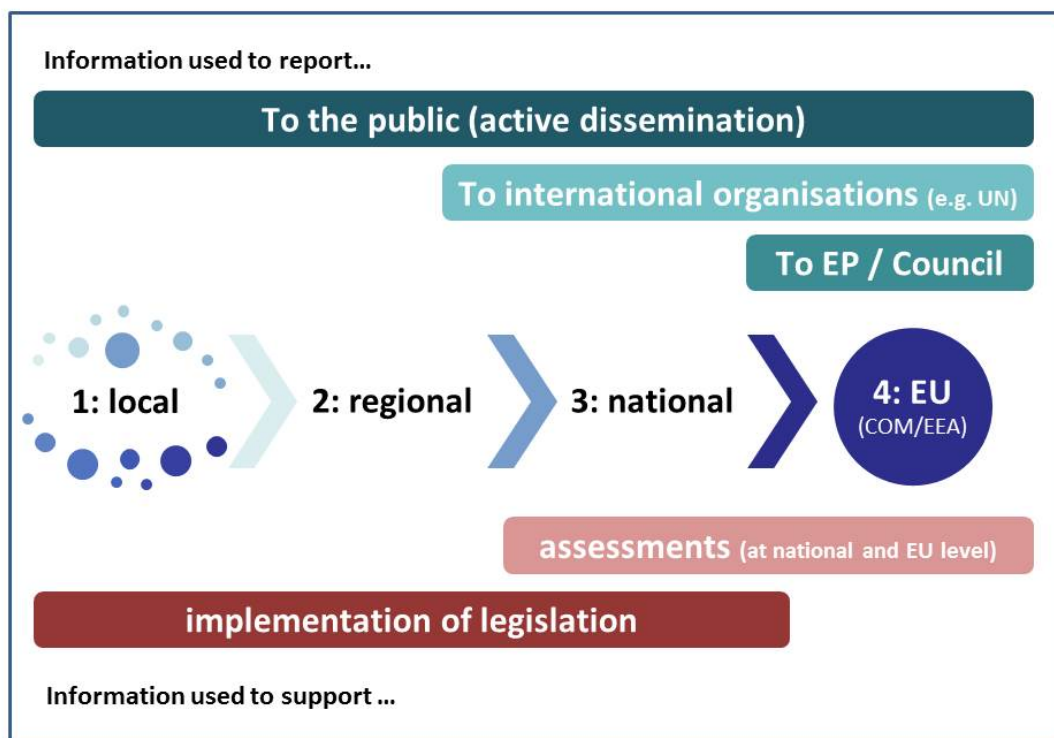 Information used to report...
To the public (active dissemination)
To international organisations (e.g. UN)
To EP / Council
1: local
2: regional
3: national
4: EU
(COM/EEA)
assessments (at national and EU level)
implementation of legislation
Information used to support ...